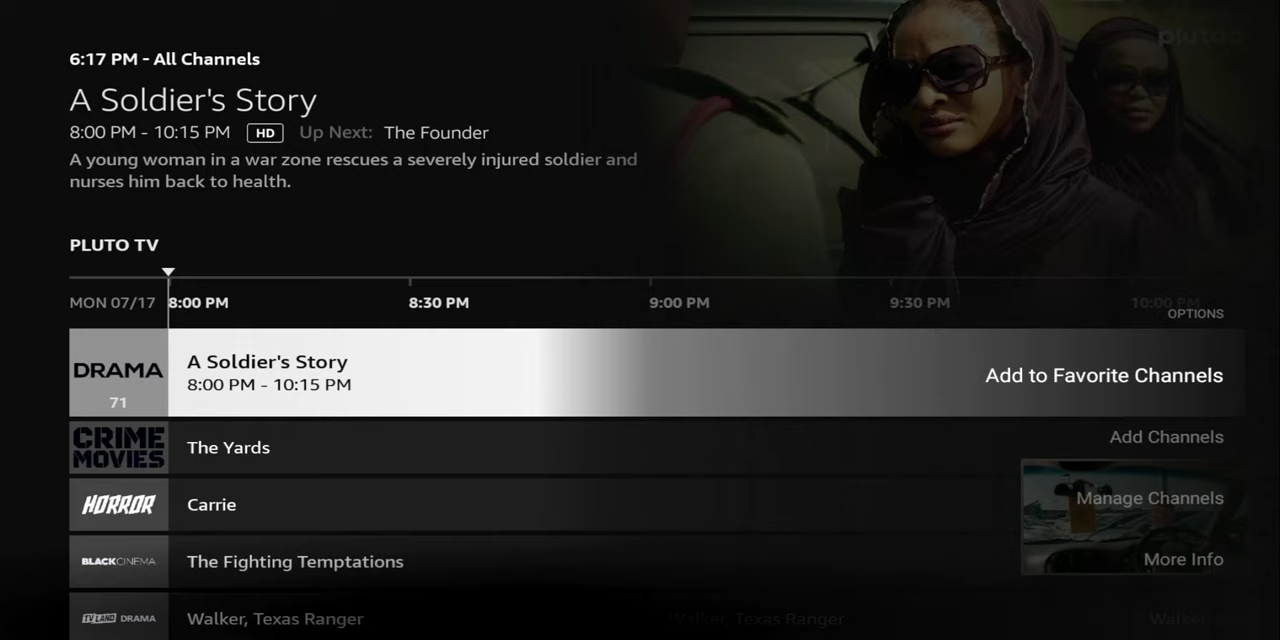 pluto
6:17 PM - All Channels
A Soldier's Story
8:00 PM - 10:15 PM HD Up Next: The Founder
A young woman in a war zone rescues a severely injured soldier and
nurses him back to health.
PLUTO TV
MON 07/17 8:00 PM 8:30 PM 9:00 PM 9:30 PM 10:00 PM
OPTIONS
DRAMA
71
A Soldier's Story
8:00 PM - 10:15 PM
Add to Favorite Channels
CRIME
MOVIES
The Yards
Add Channels
HORROR
Carrie
Manage Channels
BLACKCINEMA
The Fighting Temptations
More Info
TV LAND DRAMA
Walker, Texas Ranger Walker, Texas Ranger Walker